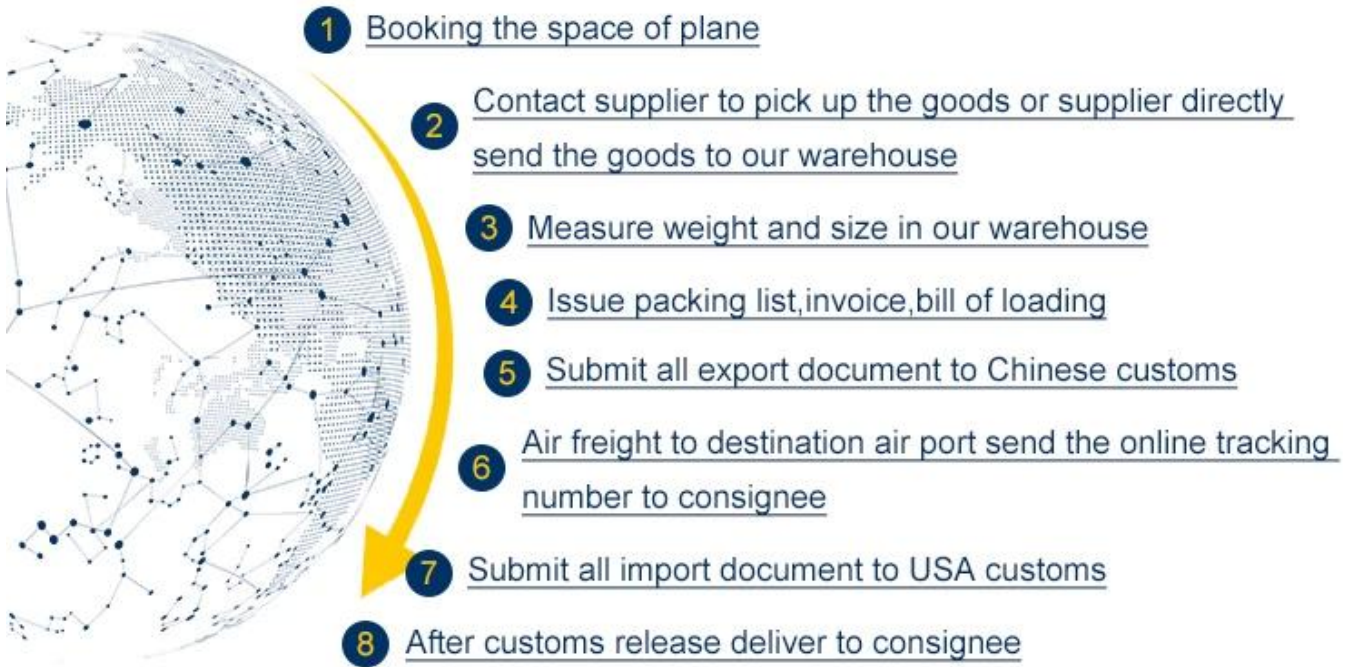 1 Booking the space of plane
2 Contact supplier to pick up the goods or supplier directly
send the goods to our warehouse
3 Measure weight and size in our warehouse
4 Issue packing list,invoice,bill of loading
5 Submit all export document to Chinese customs
6 Air freight to destination air port send the online tracking
number to consignee
7 Submit all import document to USA customs
8 After customs release deliver to consignee